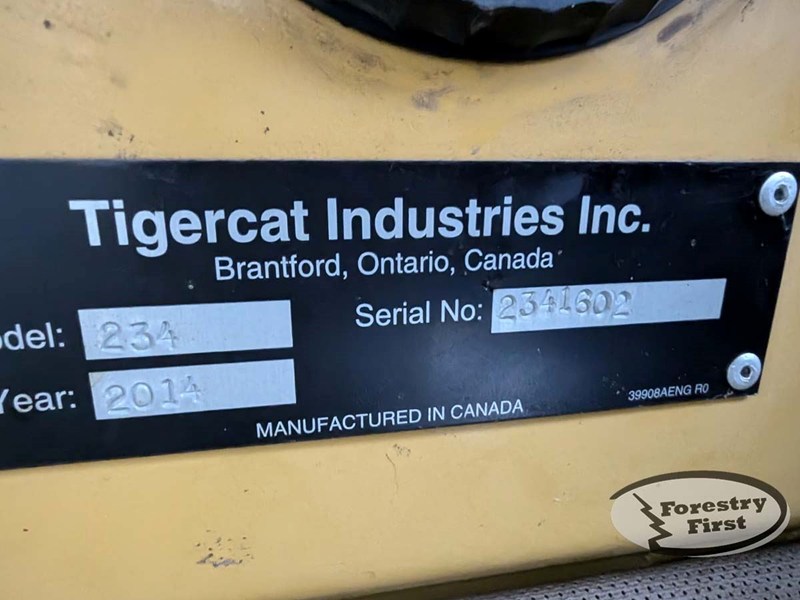 Tigercat Industries Inc.
Brantford, Ontario, Canada
odel: 234
Serial No: 2341602
Year: 2014
39908AENG R0
MANUFACTURED IN CANADA
Forestry
First